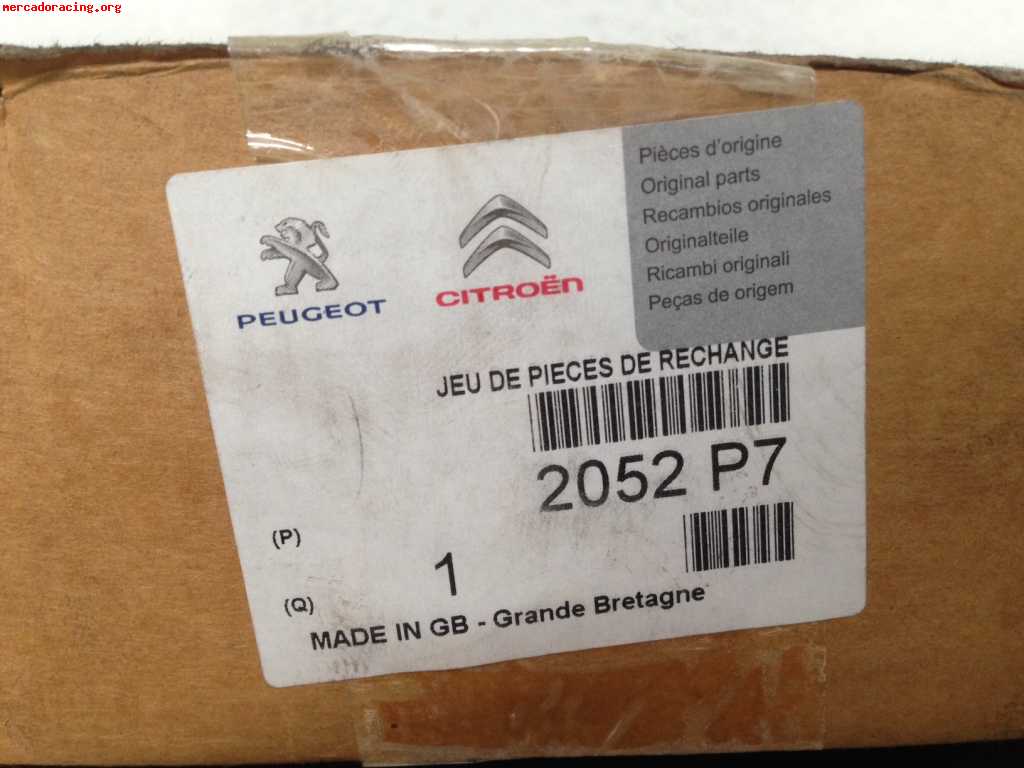 mercadoracing.org
PEUGEOT
CITROËN
Pièces d'origine
Original parts
Recambios originales
Originalteile
Ricambi originali
Peças de origem
JEU DE PIECES DE RECHANGE
2052 P7
(P)
1
(Q)
MADE IN GB - Grande Bretagne